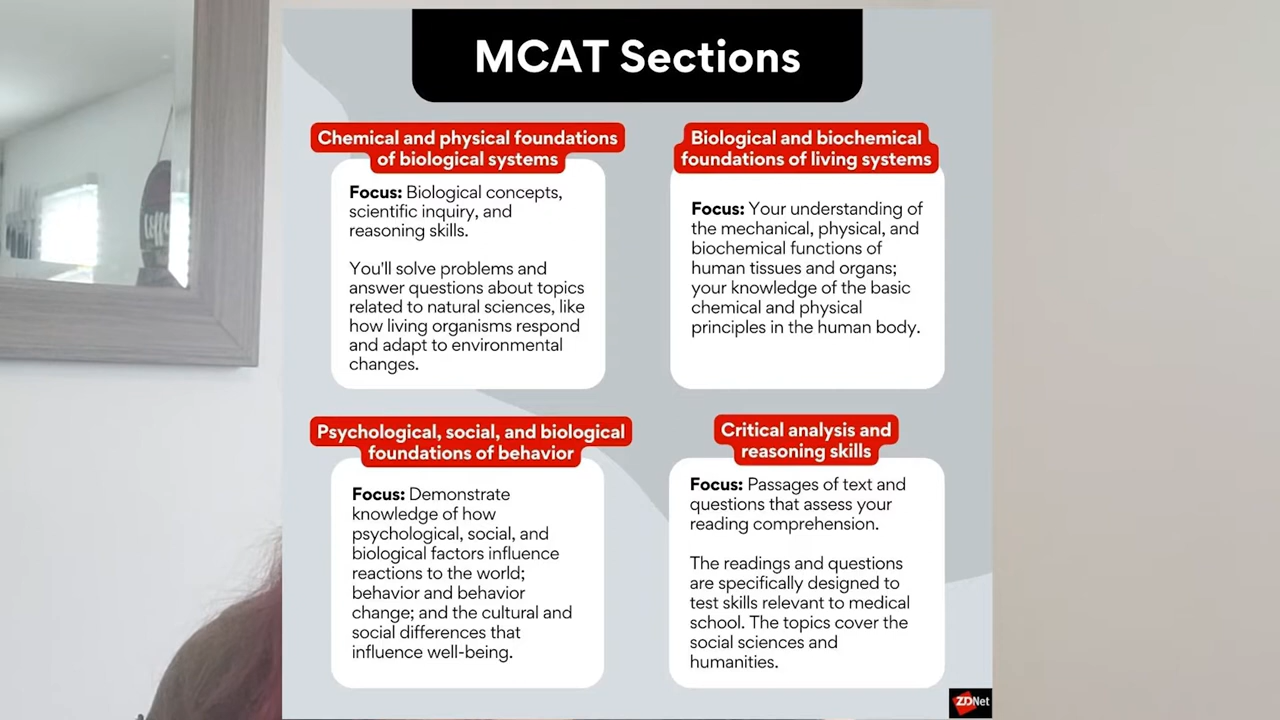 MCAT Sections
Chemical and physical foundations
of biological systems
Focus: Biological concepts,
scientific inquiry, and
reasoning skills.
You'll solve problems and
answer questions about topics
related to natural sciences, like
how living organisms respond
and adapt to environmental
changes.
Biological and biochemical
foundations of living systems
Focus: Your understanding of
the mechanical, physical, and
biochemical functions of
human tissues and organs;
your knowledge of the basic
chemical and physical
principles in the human body.
Psychological, social, and biological
foundations of behavior
Focus: Demonstrate
knowledge of how
psychological, social, and
biological factors influence
reactions to the world;
behavior and behavior
change; and the cultural and
social differences that
influence well-being.
Critical analysis and
reasoning skills
Focus: Passages of text and
questions that assess your
reading comprehension.
The readings and questions
are specifically designed to
test skills relevant to medical
school. The topics cover the
social sciences and
humanities.
ZDNet